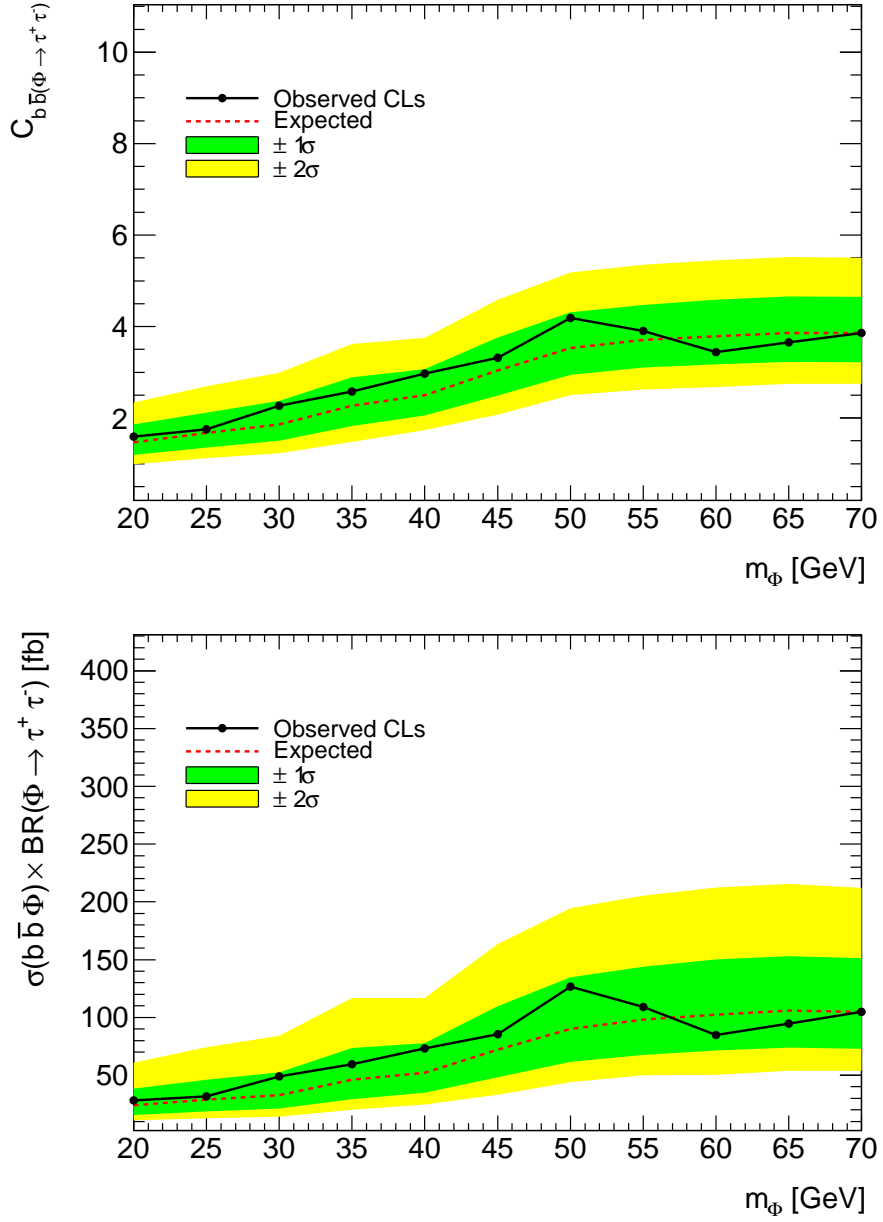 C_{b b̄(Φ → τ⁺ τ⁻)}
10
8
6
4
2
Observed CLs
Expected
± 1σ
± 2σ
20 25 30 35 40 45 50 55 60 65 70
m_Φ [GeV]
σ(b b̄ Φ) × BR(Φ → τ⁺ τ⁻) [fb]
400
350
300
250
200
150
100
50
Observed CLs
Expected
± 1σ
± 2σ
20 25 30 35 40 45 50 55 60 65 70
m_Φ [GeV]